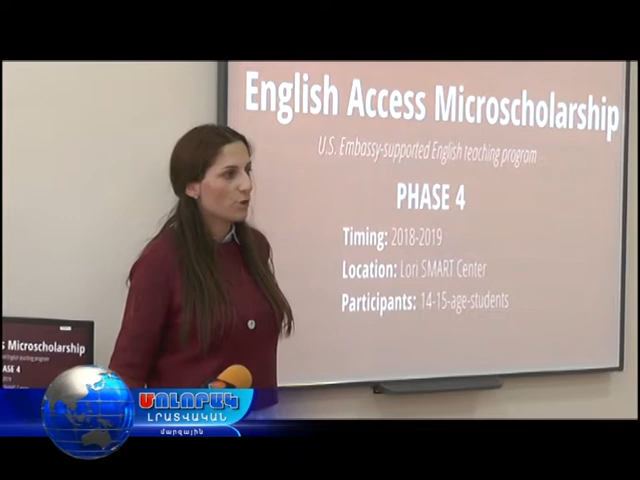 English Access Microscholarship
U.S. Embassy-supported English teaching program
PHASE 4
Timing: 2018-2019
Location: Lori SMART Center
Participants: 14-15-age-students
s Microscholarship
ՄՈԼՈՐԱԿ
ԼՐԱՏՎԱԿԱՆ
մարզային